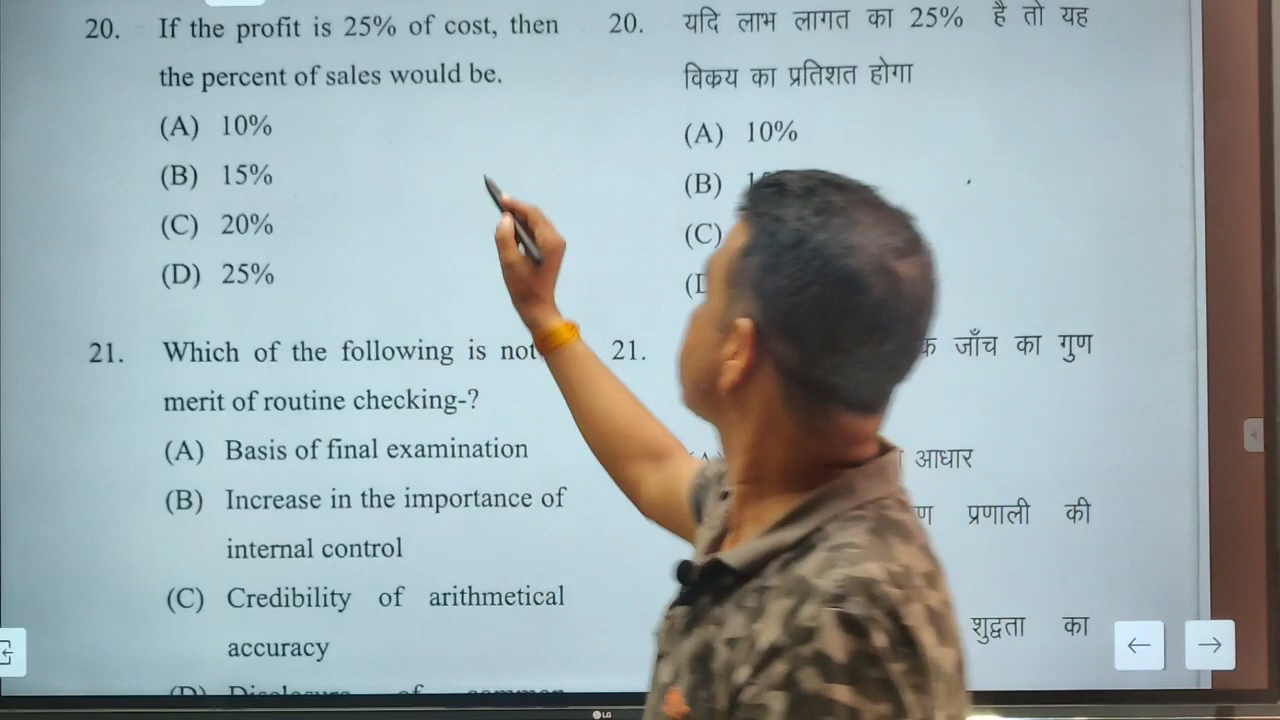 20. If the profit is 25% of cost, then
the percent of sales would be.
(A) 10%
(B) 15%
(C) 20%
(D) 25%
21. Which of the following is not
merit of routine checking-?
(A) Basis of final examination
(B) Increase in the importance of
internal control
(C) Credibility of arithmetical
accuracy
20. यदि लाभ लागत का 25% है तो यह
विक्रय का प्रतिशत होगा
(A) 10%
(B)
(C)
21. जाँच का गुण
आधार
प्रणाली की
शुद्वता का
LG